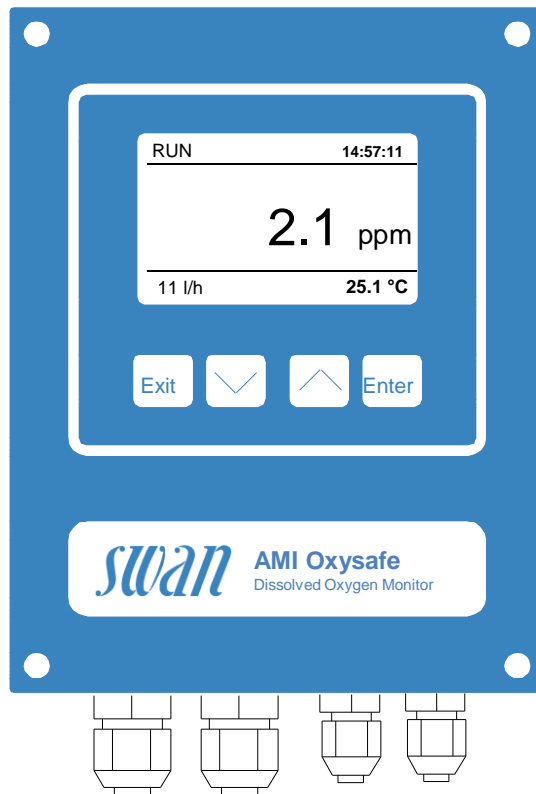 RUN 14:57:11
2.1 ppm
11 l/h 25.1 °C
Exit Enter
swan AMI Oxysafe
Dissolved Oxygen Monitor